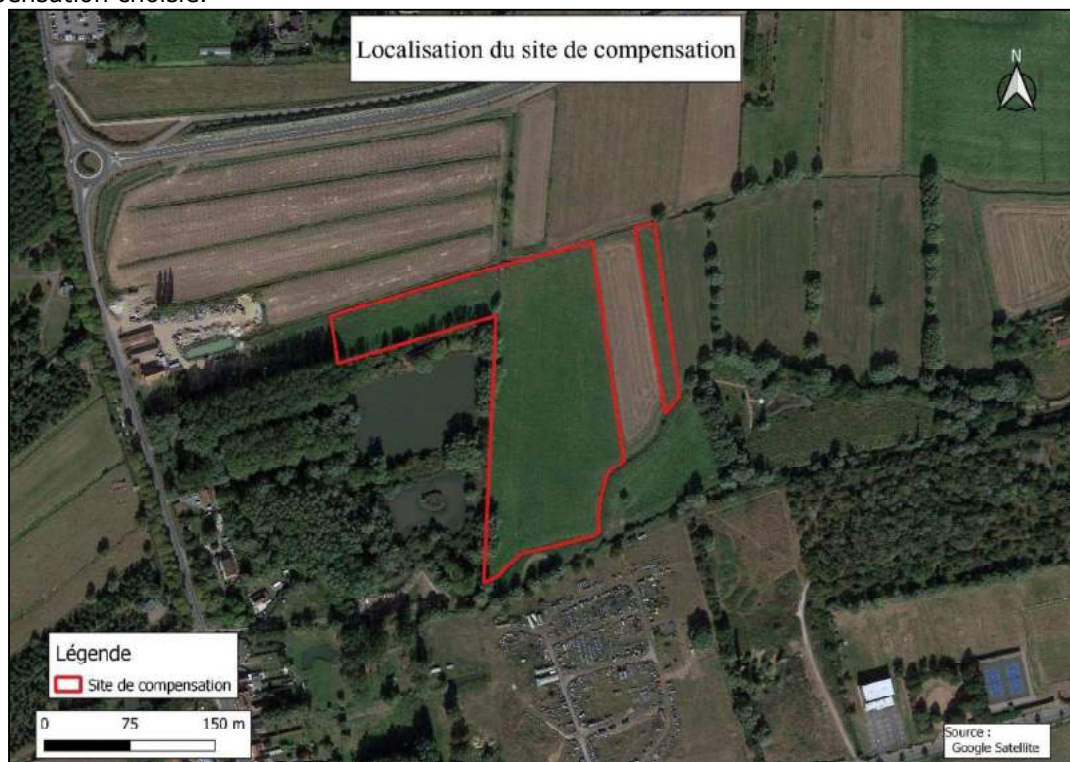 Localisation du site de compensation
N
Légende
Site de compensation
0 75 150 m
Source :
Google Satellite